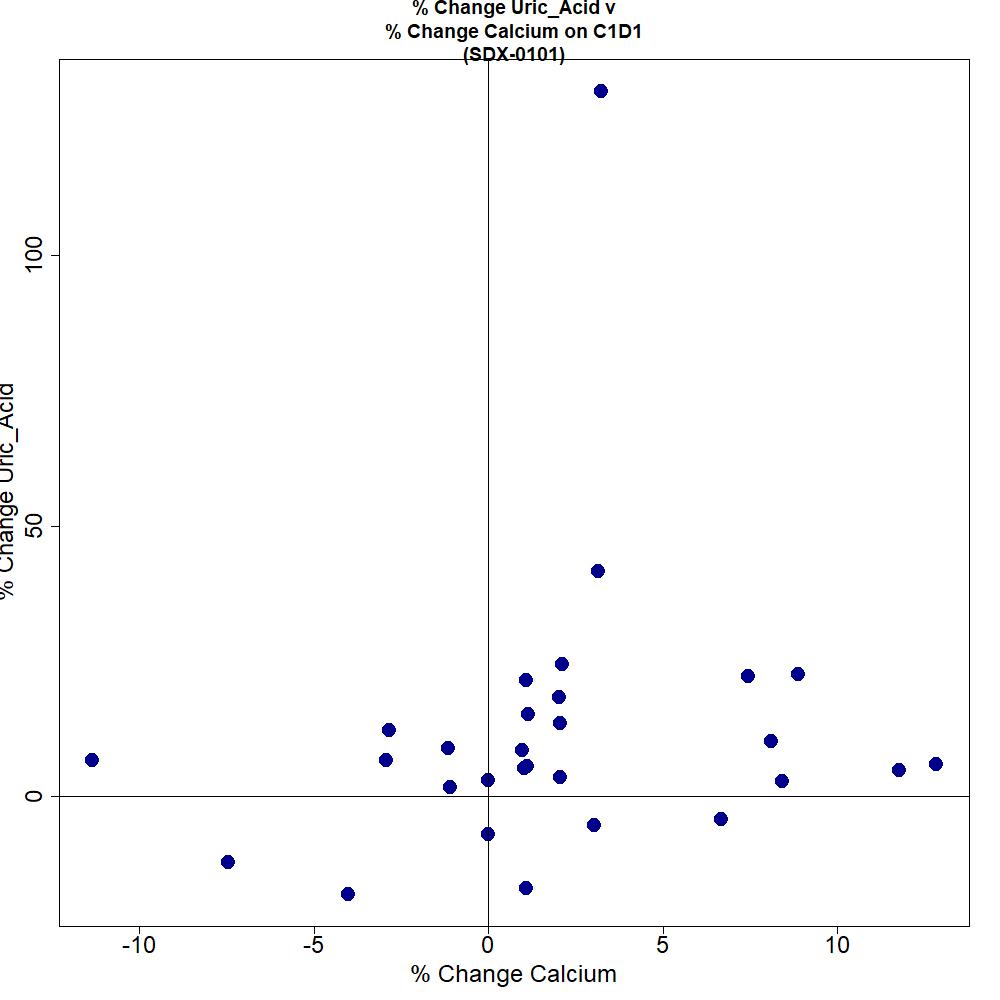 % Change Uric_Acid v
% Change Calcium on C1D1
(SDX-0101)
% Change Uric_Acid
100
50
0
-10
-5
0
5
10
% Change Calcium